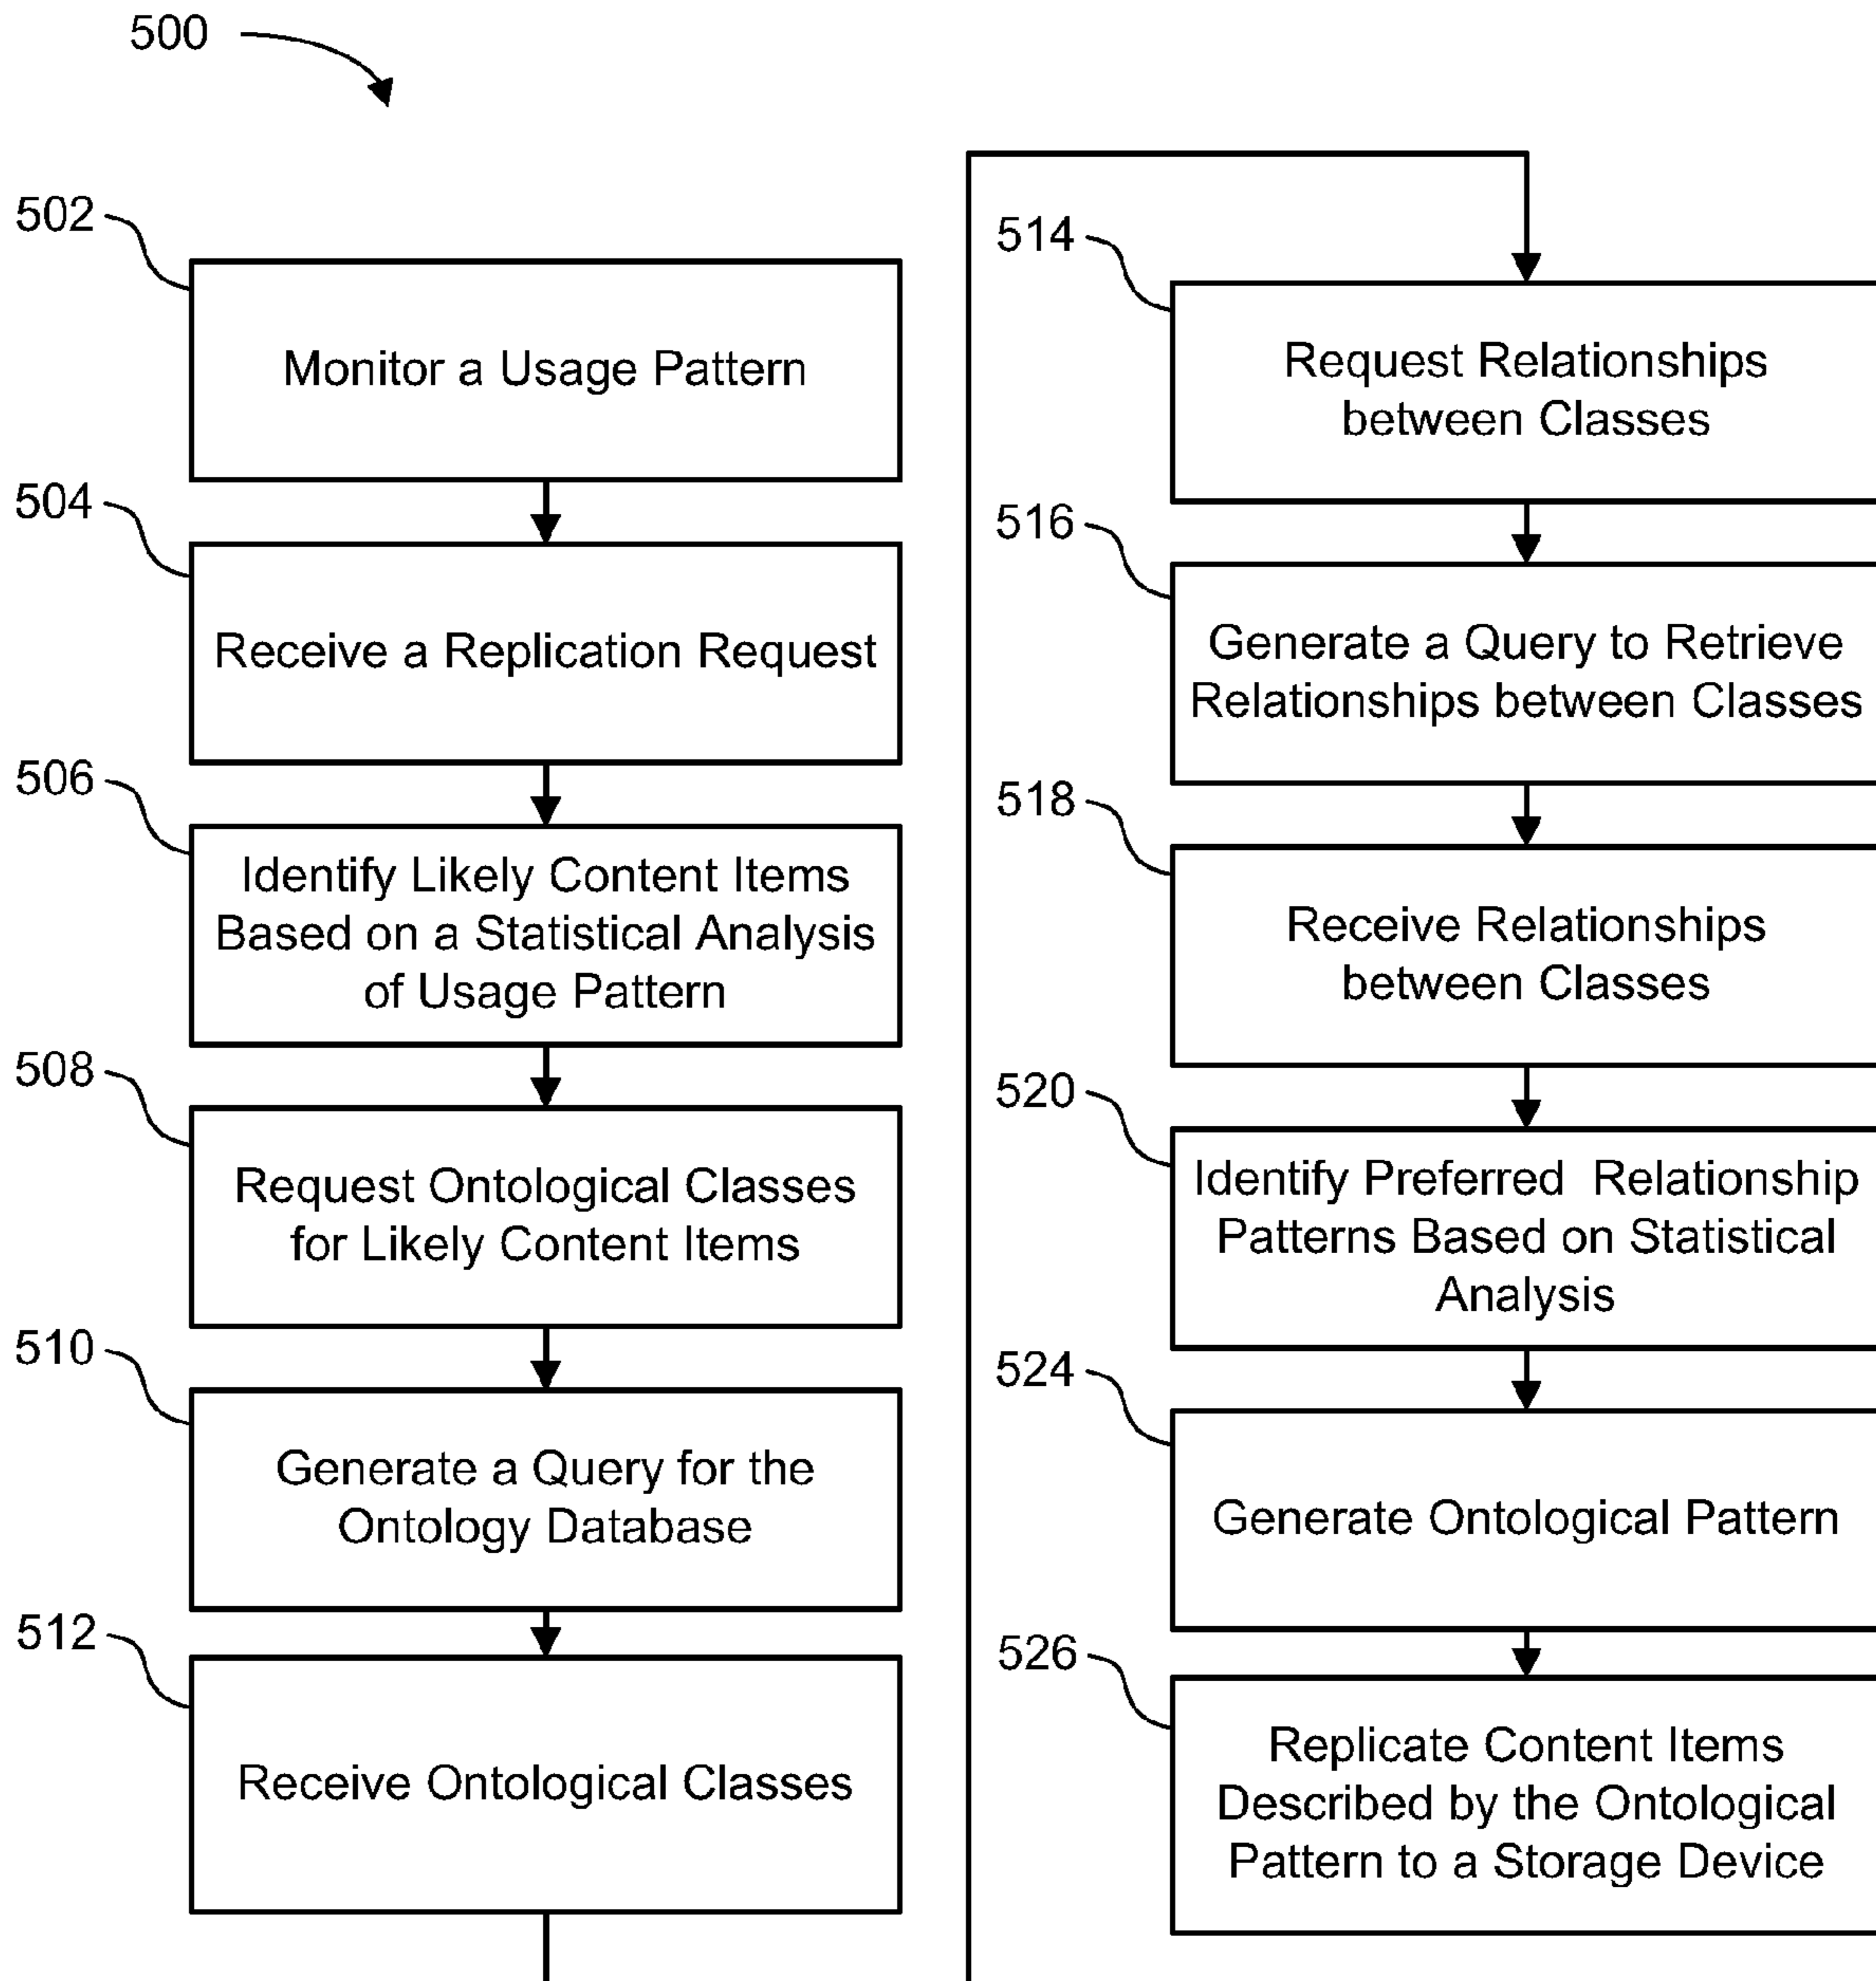 500
502
Monitor a Usage Pattern
504
Receive a Replication Request
506
Identify Likely Content Items
Based on a Statistical Analysis
of Usage Pattern
508
Request Ontological Classes
for Likely Content Items
510
Generate a Query for the
Ontology Database
512
Receive Ontological Classes
514
Request Relationships
between Classes
516
Generate a Query to Retrieve
Relationships between Classes
518
Receive Relationships
between Classes
520
Identify Preferred Relationship
Patterns Based on Statistical
Analysis
524
Generate Ontological Pattern
526
Replicate Content Items
Described by the Ontological
Pattern to a Storage Device